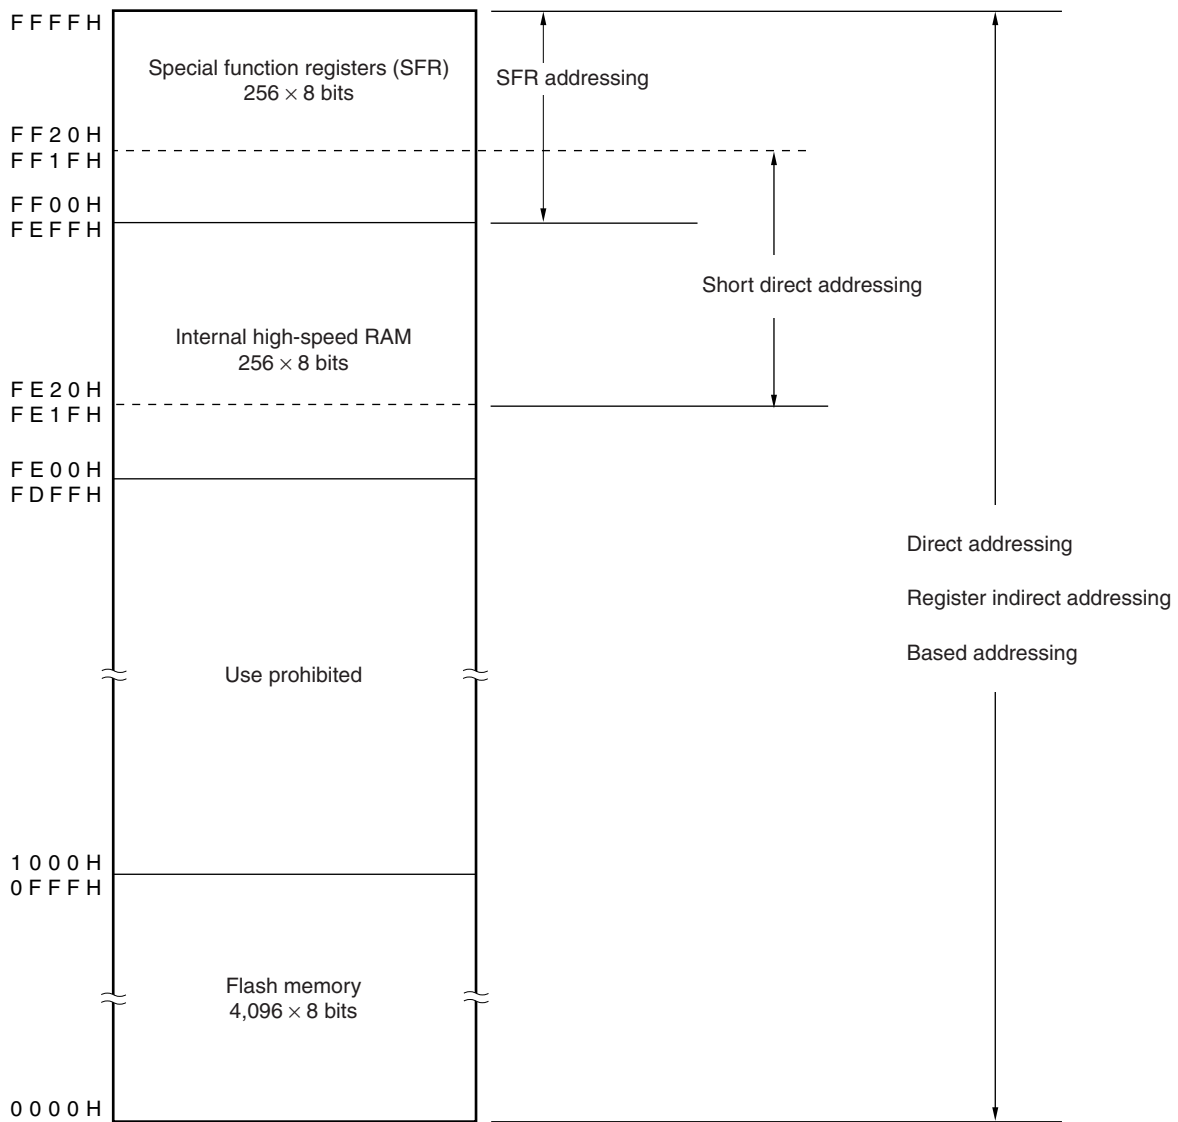 FFFFH
Special function registers (SFR)
256 × 8 bits
SFR addressing
FF20H
FF1FH
FF00H
FEFFH
Short direct addressing
Internal high-speed RAM
256 × 8 bits
FE20H
FE1FH
FE00H
FDFFH
Direct addressing
Register indirect addressing
Based addressing
Use prohibited
1000H
0FFFH
Flash memory
4,096 × 8 bits
0000H